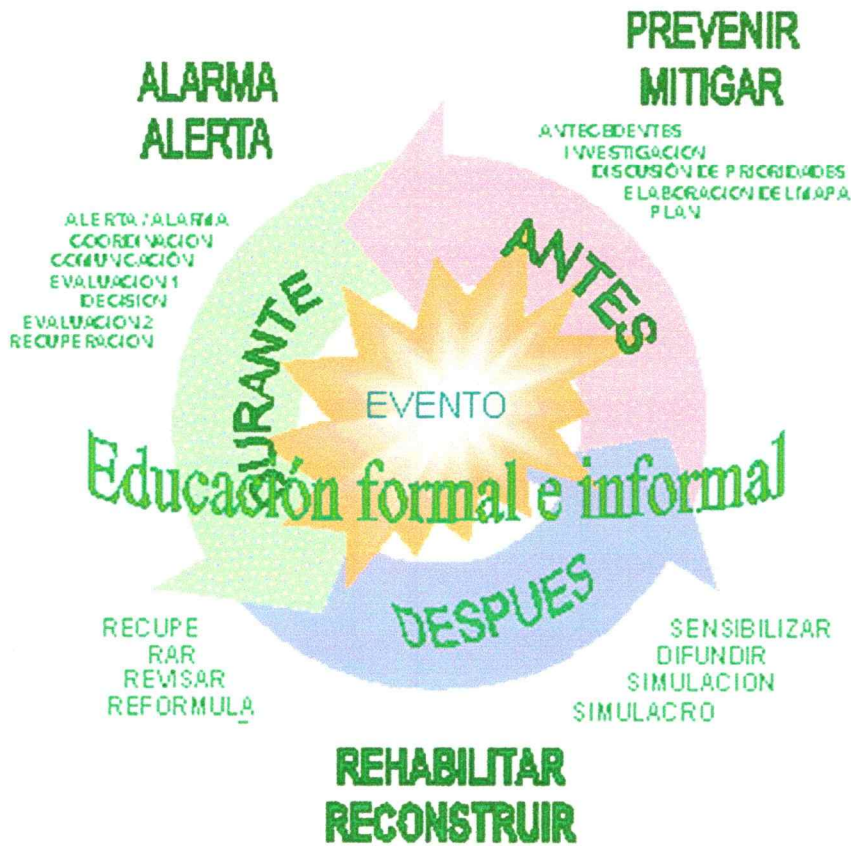 PREVENIR
MITIGAR
ALARMA
ALERTA
ANTECEDENTES
INVESTIGACION
DISCUSIÓN DE PRIORIDADES
ELABORACION DEL MAPA
PLAN
ALERTA / ALARMA
COORDINACION
COMUNCACIÓN
EVALUACION 1
DECISION
EVALUACION 2
RECUPERACION
ANTES
DURANTE
EVENTO
Educación formal e informal
DESPUES
RECUPE
RAR
REVISAR
REFORMULA
SENSIBILIZAR
DIFUNDIR
SIMULACION
SIMULACRO
REHABILITAR
RECONSTRUIR